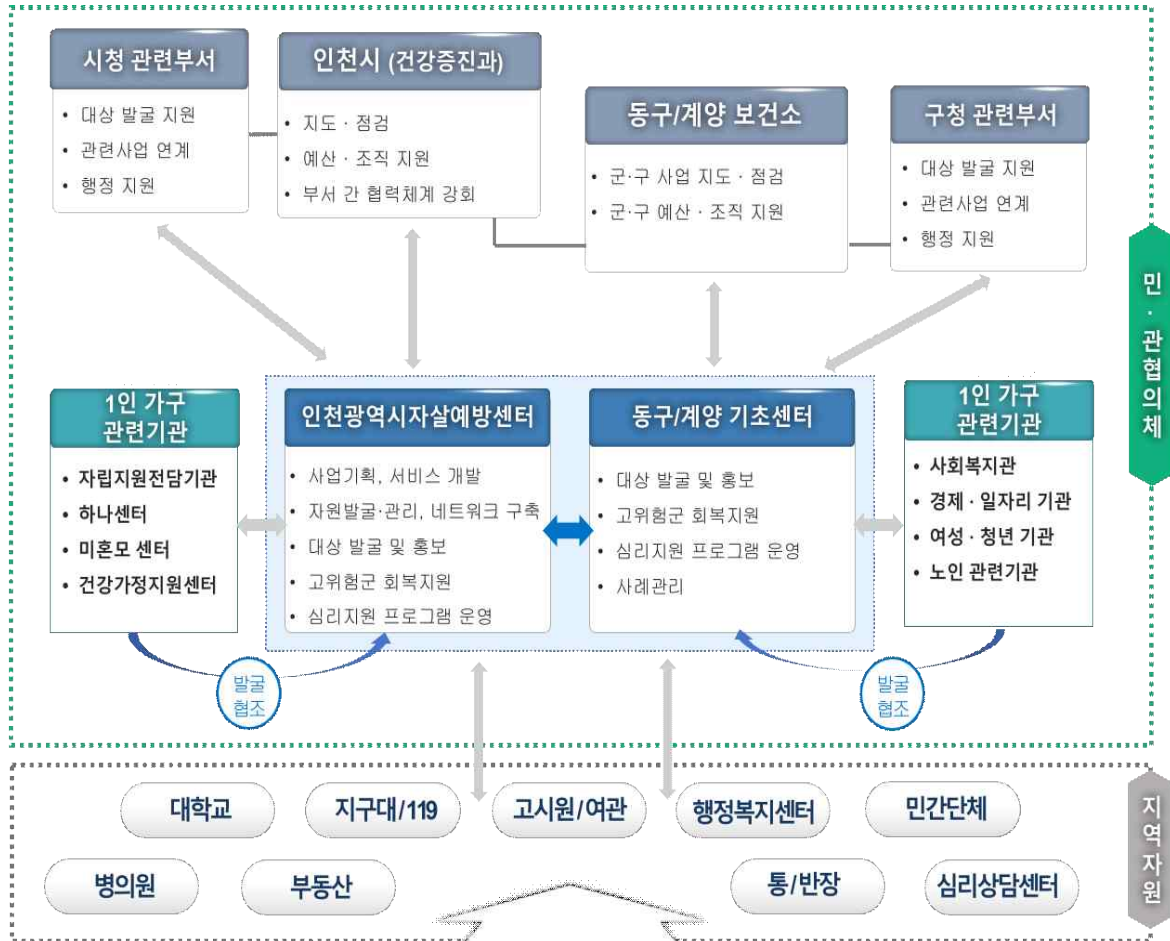 시청 관련부서
• 대상 발굴 지원
• 관련사업 연계
• 행정 지원
인천시 (건강증진과)
• 지도 · 점검
• 예산 · 조직 지원
• 부서 간 협력체계 강회
동구/계양 보건소
• 군·구 사업 지도 · 점검
• 군·구 예산 · 조직 지원
구청 관련부서
• 대상 발굴 지원
• 관련사업 연계
• 행정 지원
민·관협의체
1인 가구
관련기관
• 자립지원전담기관
• 하나센터
• 미혼모 센터
• 건강가정지원센터
인천광역시자살예방센터
• 사업기획, 서비스 개발
• 자원발굴·관리, 네트워크 구축
• 대상 발굴 및 홍보
• 고위험군 회복지원
• 심리지원 프로그램 운영
동구/계양 기초센터
• 대상 발굴 및 홍보
• 고위험군 회복지원
• 심리지원 프로그램 운영
• 사례관리
1인 가구
관련기관
• 사회복지관
• 경제 · 일자리 기관
• 여성 · 청년 기관
• 노인 관련기관
발굴
협조
발굴
협조
대학교
지구대/119
고시원/여관
행정복지센터
민간단체
병의원
부동산
통/반장
심리상담센터
지역자원